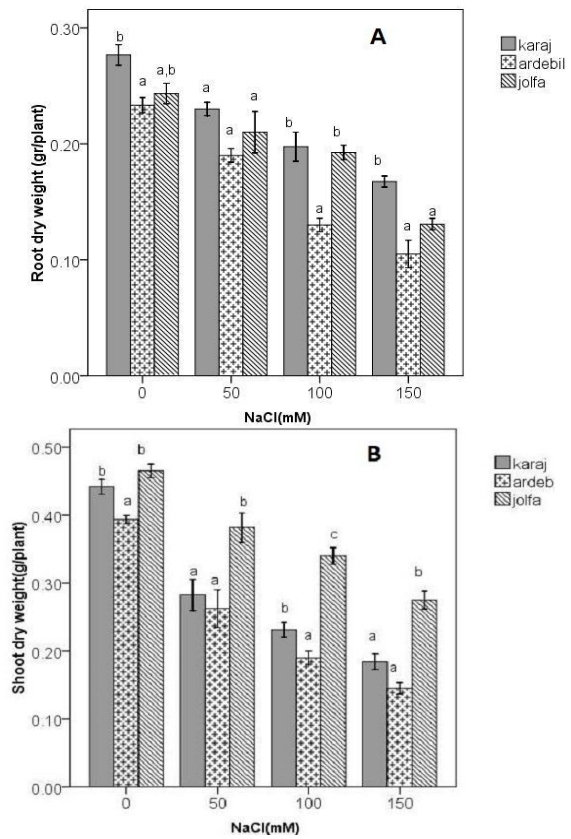 A
Root dry weight (gr/plant)
0.30
0.20
0.10
0.00
b
a
a,b
a
a
a
b
a
b
b
a
a
0
50
100
150
NaCl(mM)
karaj
ardebil
jolfa
B
Shoot dry weight(g/plant)
0.50
0.40
0.30
0.20
0.10
0.00
b
a
b
a
a
b
b
a
c
a
a
b
0
50
100
150
NaCl(mM)
karaj
ardeb
jolfa